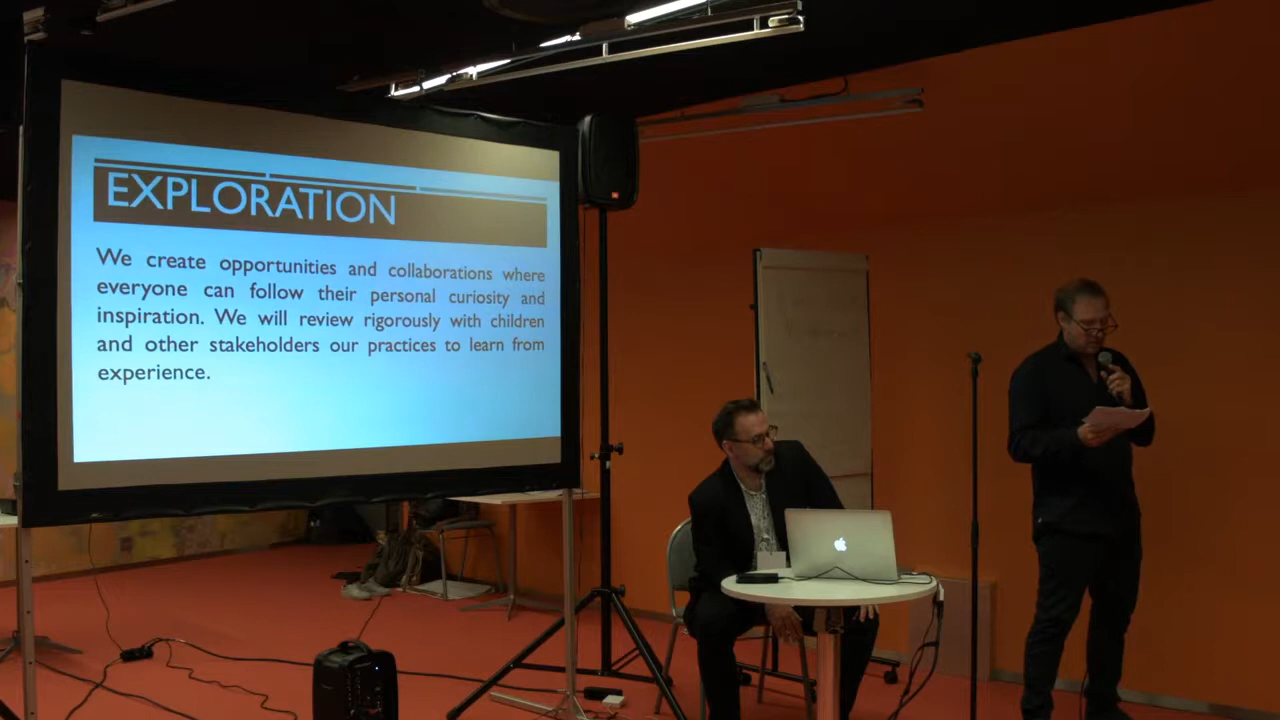 EXPLORATION
We create opportunities and collaborations where
everyone can follow their personal curiosity and
inspiration. We will review rigorously with children
and other stakeholders our practices to learn from
experience.